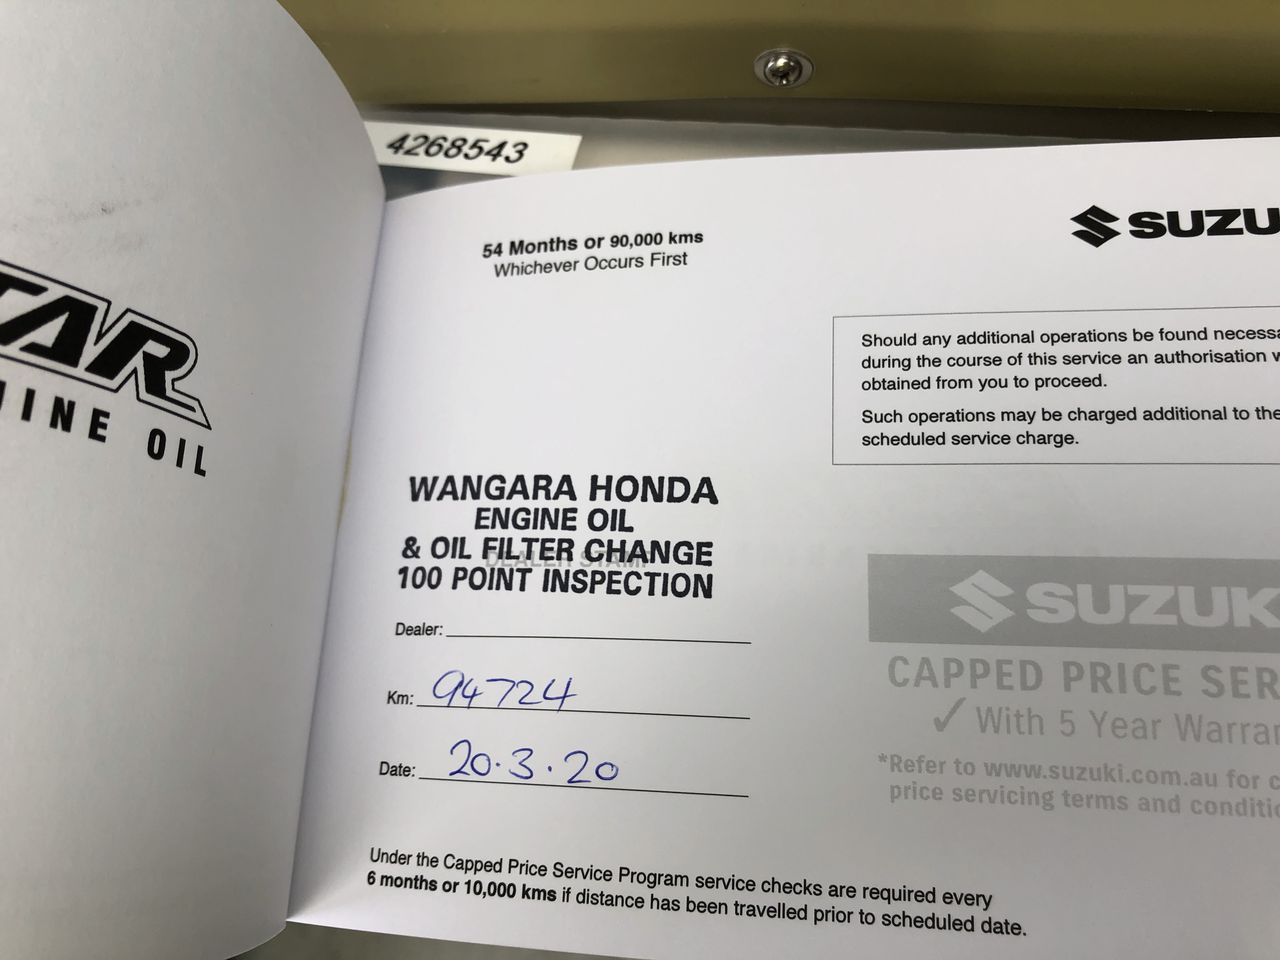 TAR
INE OIL
4268543
54 Months or 90,000 kms
Whichever Occurs First
SUZU
Should any additional operations be found necessa
during the course of this service an authorisation w
obtained from you to proceed.
Such operations may be charged additional to the
scheduled service charge.
WANGARA HONDA
ENGINE OIL
& OIL FILTER CHANGE
DEALER STAMP
100 POINT INSPECTION
Dealer:
Km: 94724
Date: 20.3.20
SUZUK
CAPPED PRICE SER
✓ With 5 Year Warra
*Refer to www.suzuki.com.au for c
price servicing terms and conditio
Under the Capped Price Service Program service checks are required every
6 months or 10,000 kms if distance has been travelled prior to scheduled date.